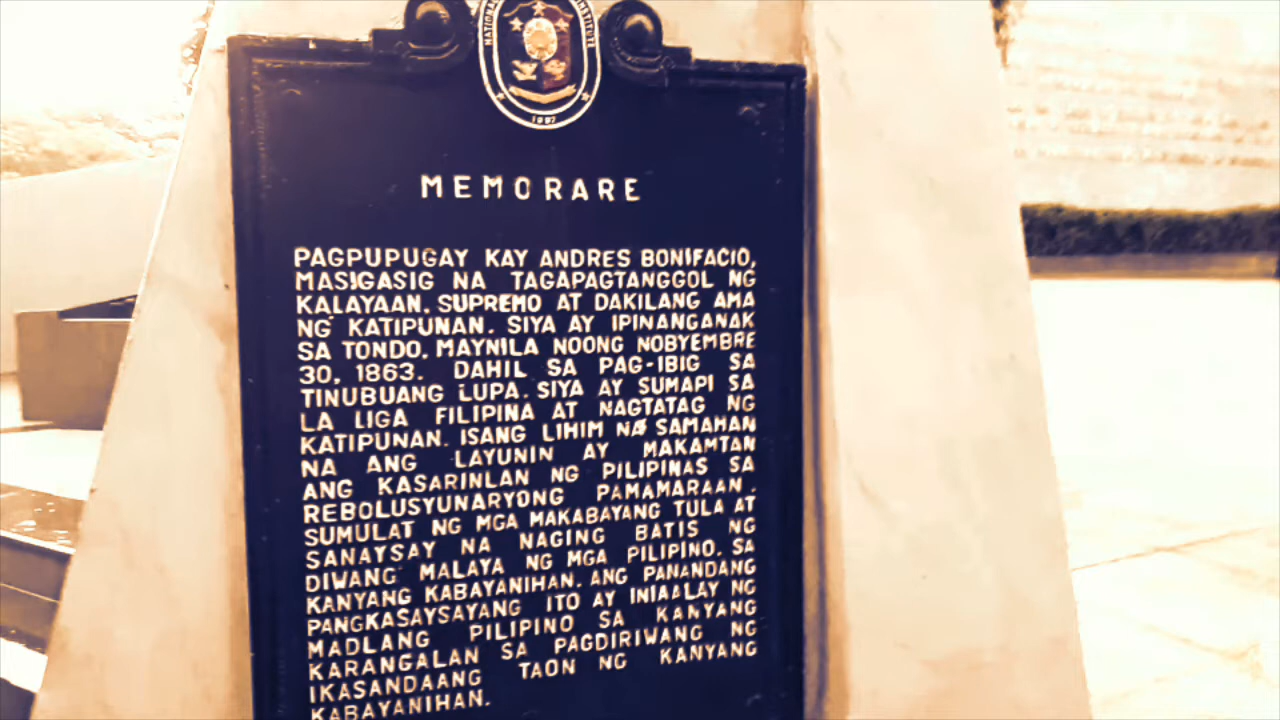 NATIONAL
INSTITUTE
1997
MEMORARE
PAGPUPUGAY KAY ANDRES BONIFACIO,
MASIGASIG NA TAGAPAGTANGGOL NG
KALAYAAN. SUPREMO AT DAKILANG AMA
NG KATIPUNAN. SIYA AY IPINANGANAK
SA TONDO, MAYNILA NOONG NOBYEMBRE
30, 1863. DAHIL SA PAG-IBIG SA
TINUBUANG LUPA. SIYA AY SUMAPI SA
LA LIGA FILIPINA AT NAGTATAG NG
KATIPUNAN. ISANG LIHIM NA SAMAHAN
NA ANG LAYUNIN AY MAKAMTAN
ANG KASARINLAN NG PILIPINAS SA
REBOLUSYUNARYONG PAMAMARAAN.
SUMULAT NG MGA MAKABAYANG TULA AT
SANAYSAY NA NAGING BATIS NG
DIWANG MALAYA NG MGA PILIPINO. SA
KANYANG KABAYANIHAN. ANG PANANDANG
PANGKASAYSAYANG ITO AY INIAALAY NG
MADLANG PILIPINO SA KANYANG
KARANGALAN SA PAGDIRIWANG NG
IKASANDAANG TAON NG KANYANG
KABAYANIHAN.